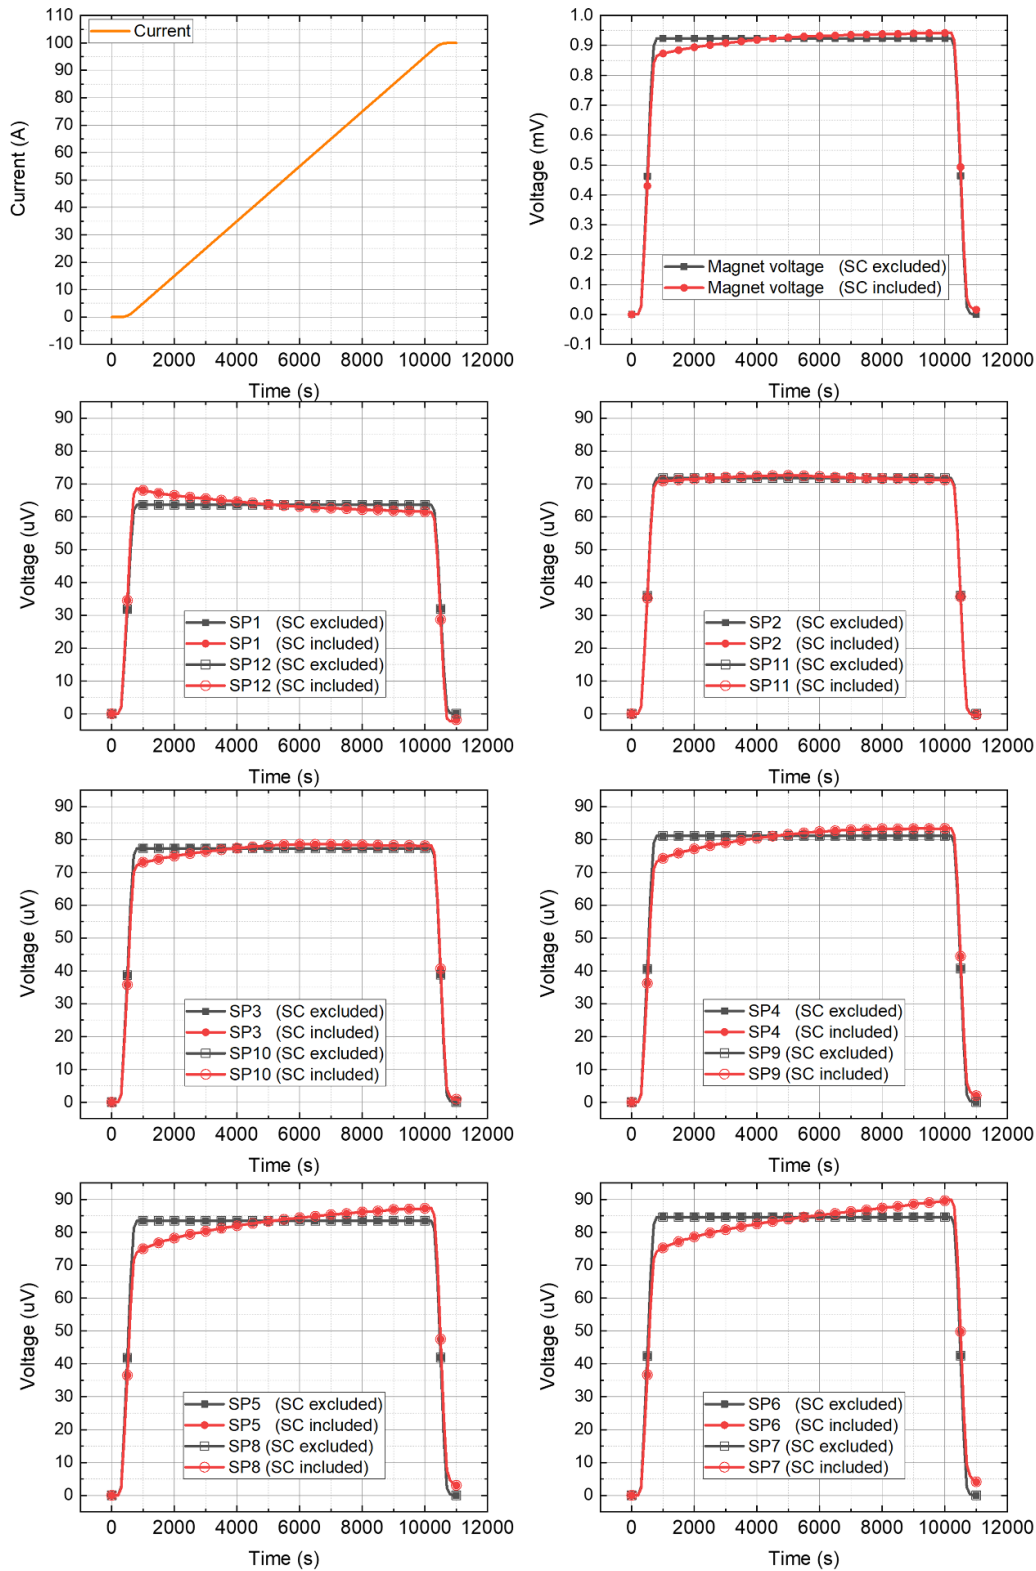 Current
Current (A)
100
90
80
70
60
50
40
30
20
10
0
-10
0 2000 4000 6000 8000 10000 12000
Time (s)
Voltage (mV)
1.0
0.9
0.8
0.7
0.6
0.5
0.4
0.3
0.2
0.1
0.0
-0.1
Magnet voltage (SC excluded)
Magnet voltage (SC included)
0 2000 4000 6000 8000 10000 12000
Time (s)
Voltage (uV)
90
80
70
60
50
40
30
20
10
0
SP1 (SC excluded)
SP1 (SC included)
SP12 (SC excluded)
SP12 (SC included)
0 2000 4000 6000 8000 10000 12000
Time (s)
Voltage (uV)
90
80
70
60
50
40
30
20
10
0
SP2 (SC excluded)
SP2 (SC included)
SP11 (SC excluded)
SP11 (SC included)
0 2000 4000 6000 8000 10000 12000
Time (s)
Voltage (uV)
90
80
70
60
50
40
30
20
10
0
SP3 (SC excluded)
SP3 (SC included)
SP10 (SC excluded)
SP10 (SC included)
0 2000 4000 6000 8000 10000 12000
Time (s)
Voltage (uV)
90
80
70
60
50
40
30
20
10
0
SP4 (SC excluded)
SP4 (SC included)
SP9 (SC excluded)
SP9 (SC included)
0 2000 4000 6000 8000 10000 12000
Time (s)
Voltage (uV)
90
80
70
60
50
40
30
20
10
0
SP5 (SC excluded)
SP5 (SC included)
SP8 (SC excluded)
SP8 (SC included)
0 2000 4000 6000 8000 10000 12000
Time (s)
Voltage (uV)
90
80
70
60
50
40
30
20
10
0
SP6 (SC excluded)
SP6 (SC included)
SP7 (SC excluded)
SP7 (SC included)
0 2000 4000 6000 8000 10000 12000
Time (s)